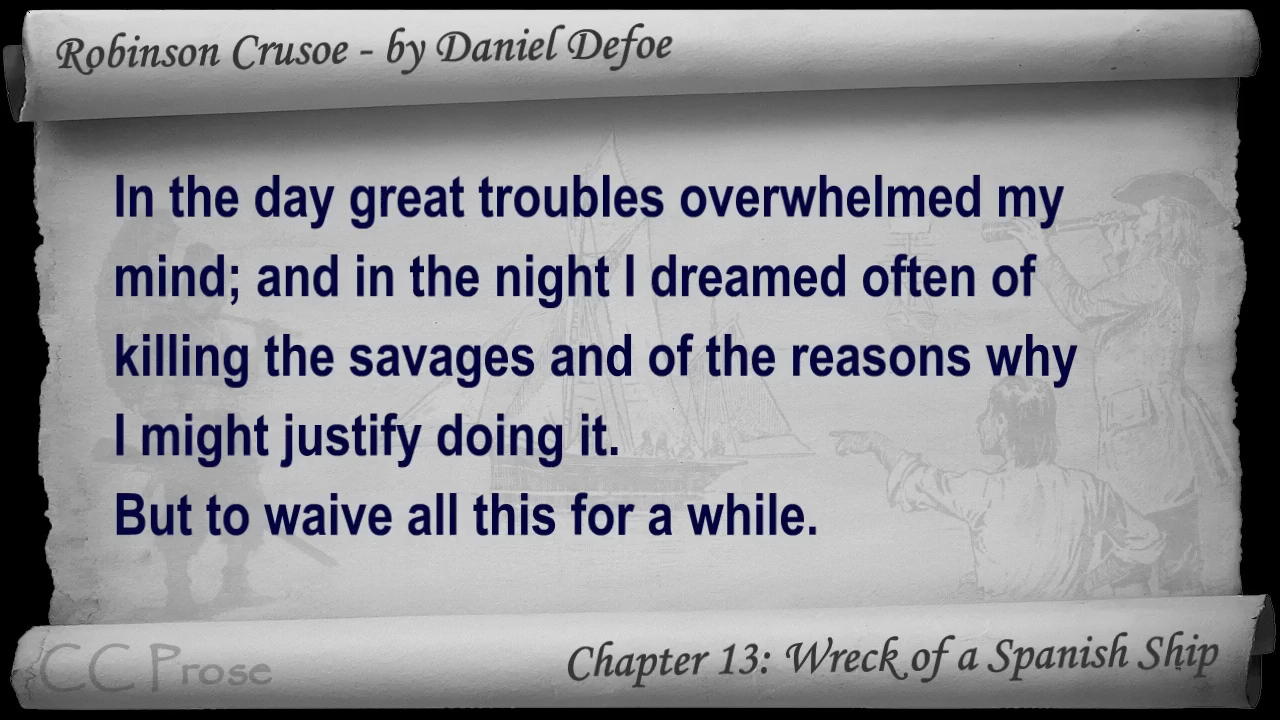 Robinson Crusoe - by Daniel Defoe
In the day great troubles overwhelmed my
mind; and in the night I dreamed often of
killing the savages and of the reasons why
I might justify doing it.
But to waive all this for a while.
CC Prose
Chapter 13: Wreck of a Spanish Ship